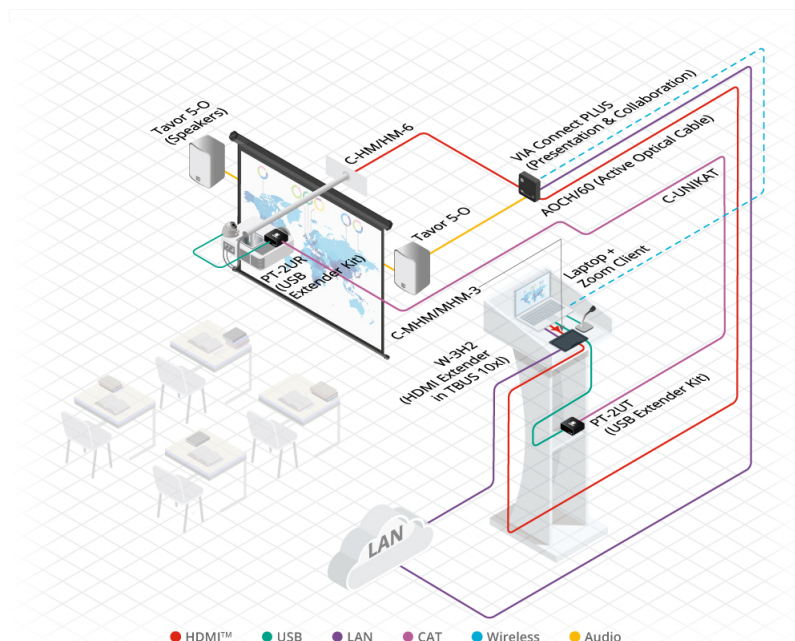 Tavor 5-O
(Speakers)
C-HM/HM-6
VIA Connect PLUS
(Presentation & Collaboration)
AOCH/60 (Active Optical Cable)
C-UNIKAT
Tavor 5-O
PT-2UR
(USB
Extender Kit)
C-MHM/MHM-3
Laptop +
Zoom Client
W-3H2
(HDMI Extender
in TBUS 10xl)
PT-2UT
(USB Extender Kit)
LAN
HDMI™
USB
LAN
CAT
Wireless
Audio